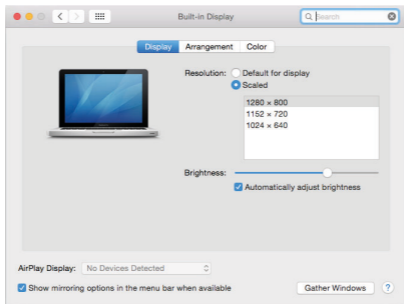 Built-in Display
Search
Display Arrangement Color
Resolution: Default for display
Scaled
1280 × 800
1152 × 720
1024 × 640
Brightness:
Automatically adjust brightness
AirPlay Display: No Devices Detected
Show mirroring options in the menu bar when available
Gather Windows ?